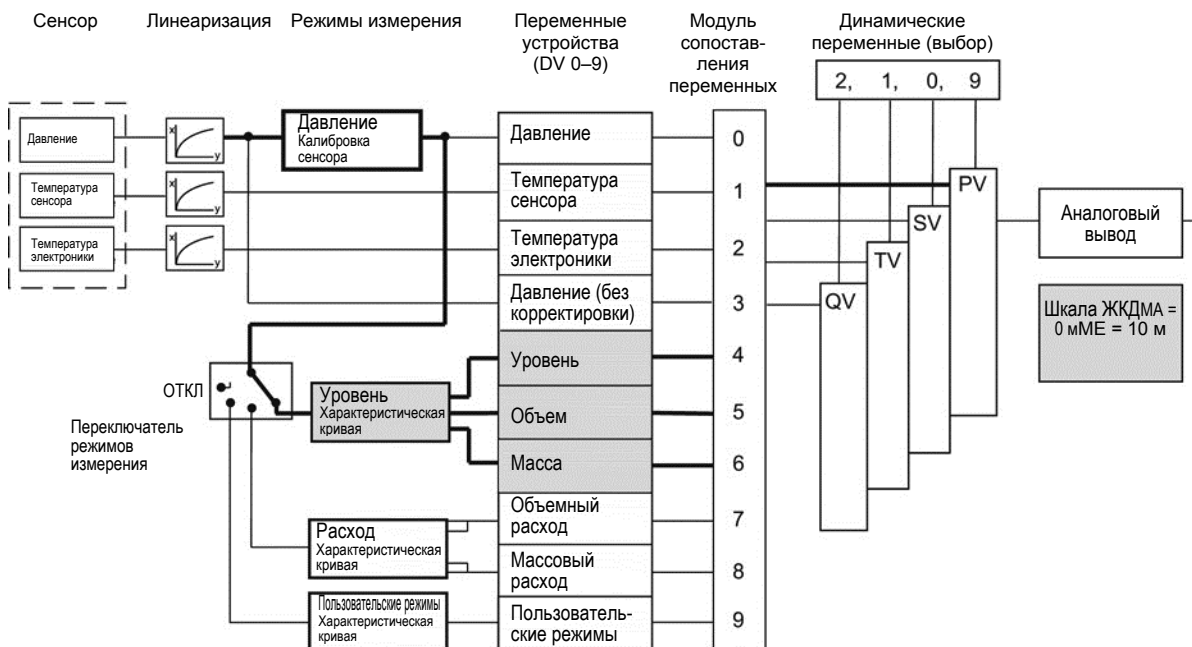 Сенсор
Линеаризация
Режимы измерения
Переменные
устройства
(DV 0–9)
Модуль
сопостав-
ления
переменных
Динамические
переменные (выбор)
2, 1, 0, 9
Давление
Температура
сенсора
Температура
электроники
x
y
x
y
x
y
Давление
Калибровка
сенсора
Давление
Температура
сенсора
Температура
электроники
Давление (без
корректировки)
Уровень
Объем
Масса
Объемный
расход
Массовый
расход
Пользователь-
ские режимы
0
1
2
3
4
5
6
7
8
9
PV
SV
TV
QV
Аналоговый
вывод
Шкала ЖКДМА =
0 мМЕ = 10 м
ОТКЛ
Переключатель
режимов
измерения
Уровень
Характеристическая
кривая
Расход
Характеристическая
кривая
Пользовательские режимы
Характеристическая
кривая